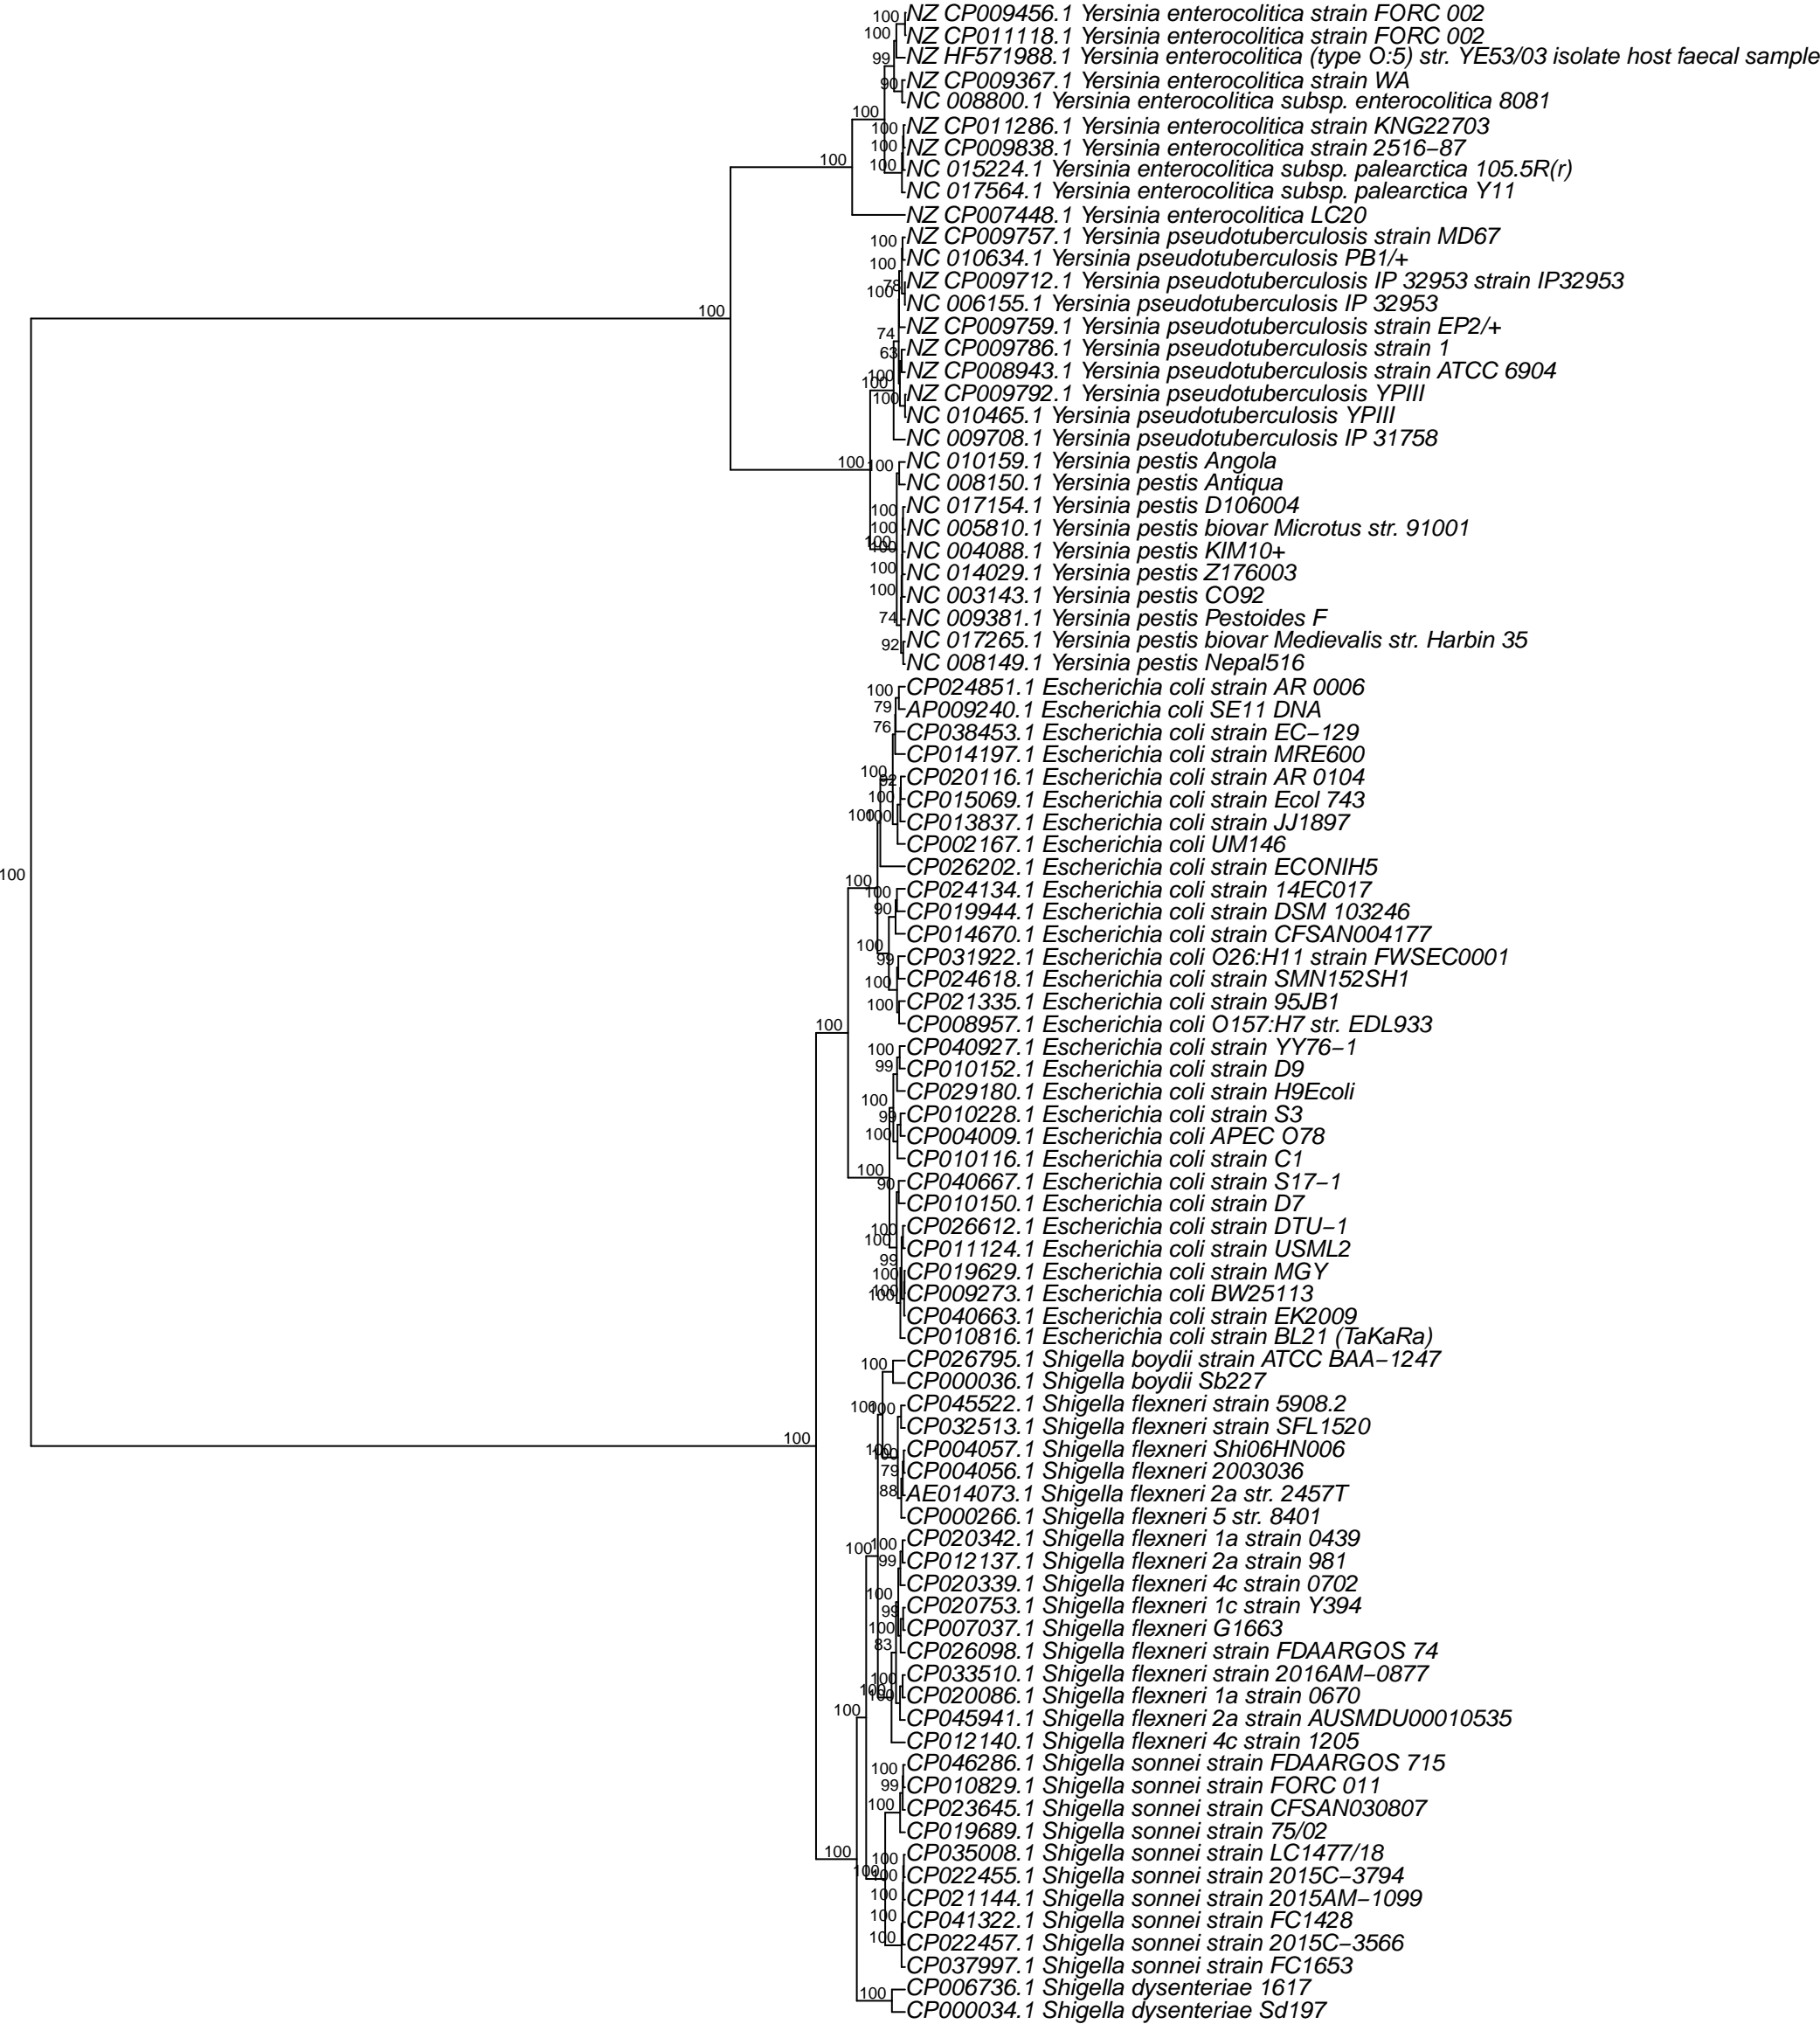 NZ CP009456.1 Yersinia enterocolitica strain FORC 002
NZ CP011118.1 Yersinia enterocolitica strain FORC 002
NZ HF571988.1 Yersinia enterocolitica (type O:5) str. YE53/03 isolate host faecal sample
NZ CP009367.1 Yersinia enterocolitica strain WA
NC 008800.1 Yersinia enterocolitica subsp. enterocolitica 8081
NZ CP011286.1 Yersinia enterocolitica strain KNG22703
NZ CP009838.1 Yersinia enterocolitica strain 2516−87
NC 015224.1 Yersinia enterocolitica subsp. palearctica 105.5R(r)
NC 017564.1 Yersinia enterocolitica subsp. palearctica Y11
NZ CP007448.1 Yersinia enterocolitica LC20
NZ CP009757.1 Yersinia pseudotuberculosis strain MD67
NC 010634.1 Yersinia pseudotuberculosis PB1/+
NZ CP009712.1 Yersinia pseudotuberculosis IP 32953 strain IP32953
NC 006155.1 Yersinia pseudotuberculosis IP 32953
NZ CP009759.1 Yersinia pseudotuberculosis strain EP2/+
NZ CP009786.1 Yersinia pseudotuberculosis strain 1
NZ CP008943.1 Yersinia pseudotuberculosis strain ATCC 6904
NZ CP009792.1 Yersinia pseudotuberculosis YPIII
NC 010465.1 Yersinia pseudotuberculosis YPIII
NC 009708.1 Yersinia pseudotuberculosis IP 31758
NC 010159.1 Yersinia pestis Angola
NC 008150.1 Yersinia pestis Antiqua
NC 017154.1 Yersinia pestis D106004
NC 005810.1 Yersinia pestis biovar Microtus str. 91001
NC 004088.1 Yersinia pestis KIM10+
NC 014029.1 Yersinia pestis Z176003
NC 003143.1 Yersinia pestis CO92
NC 009381.1 Yersinia pestis Pestoides F
NC 017265.1 Yersinia pestis biovar Medievalis str. Harbin 35
NC 008149.1 Yersinia pestis Nepal516
CP024851.1 Escherichia coli strain AR 0006
AP009240.1 Escherichia coli SE11 DNA
CP038453.1 Escherichia coli strain EC−129
CP014197.1 Escherichia coli strain MRE600
CP020116.1 Escherichia coli strain AR 0104
CP015069.1 Escherichia coli strain Ecol 743
CP013837.1 Escherichia coli strain JJ1897
CP002167.1 Escherichia coli UM146
CP026202.1 Escherichia coli strain ECONIH5
CP024134.1 Escherichia coli strain 14EC017
CP019944.1 Escherichia coli strain DSM 103246
CP014670.1 Escherichia coli strain CFSAN004177
CP031922.1 Escherichia coli O26:H11 strain FWSEC0001
CP024618.1 Escherichia coli strain SMN152SH1
CP021335.1 Escherichia coli strain 95JB1
CP008957.1 Escherichia coli O157:H7 str. EDL933
CP040927.1 Escherichia coli strain YY76−1
CP010152.1 Escherichia coli strain D9
CP029180.1 Escherichia coli strain H9Ecoli
CP010228.1 Escherichia coli strain S3
CP004009.1 Escherichia coli APEC O78
CP010116.1 Escherichia coli strain C1
CP040667.1 Escherichia coli strain S17−1
CP010150.1 Escherichia coli strain D7
CP026612.1 Escherichia coli strain DTU−1
CP011124.1 Escherichia coli strain USML2
CP019629.1 Escherichia coli strain MGY
CP009273.1 Escherichia coli BW25113
CP040663.1 Escherichia coli strain EK2009
CP010816.1 Escherichia coli strain BL21 (TaKaRa)
CP026795.1 Shigella boydii strain ATCC BAA−1247
CP000036.1 Shigella boydii Sb227
CP045522.1 Shigella flexneri strain 5908.2
CP032513.1 Shigella flexneri strain SFL1520
CP004057.1 Shigella flexneri Shi06HN006
CP004056.1 Shigella flexneri 2003036
AE014073.1 Shigella flexneri 2a str. 2457T
CP000266.1 Shigella flexneri 5 str. 8401
CP020342.1 Shigella flexneri 1a strain 0439
CP012137.1 Shigella flexneri 2a strain 981
CP020339.1 Shigella flexneri 4c strain 0702
CP020753.1 Shigella flexneri 1c strain Y394
CP007037.1 Shigella flexneri G1663
CP026098.1 Shigella flexneri strain FDAARGOS 74
CP033510.1 Shigella flexneri strain 2016AM−0877
CP020086.1 Shigella flexneri 1a strain 0670
CP045941.1 Shigella flexneri 2a strain AUSMDU00010535
CP012140.1 Shigella flexneri 4c strain 1205
CP046286.1 Shigella sonnei strain FDAARGOS 715
CP010829.1 Shigella sonnei strain FORC 011
CP023645.1 Shigella sonnei strain CFSAN030807
CP019689.1 Shigella sonnei strain 75/02
CP035008.1 Shigella sonnei strain LC1477/18
CP022455.1 Shigella sonnei strain 2015C−3794
CP021144.1 Shigella sonnei strain 2015AM−1099
CP041322.1 Shigella sonnei strain FC1428
CP022457.1 Shigella sonnei strain 2015C−3566
CP037997.1 Shigella sonnei strain FC1653
CP006736.1 Shigella dysenteriae 1617
CP000034.1 Shigella dysenteriae Sd197